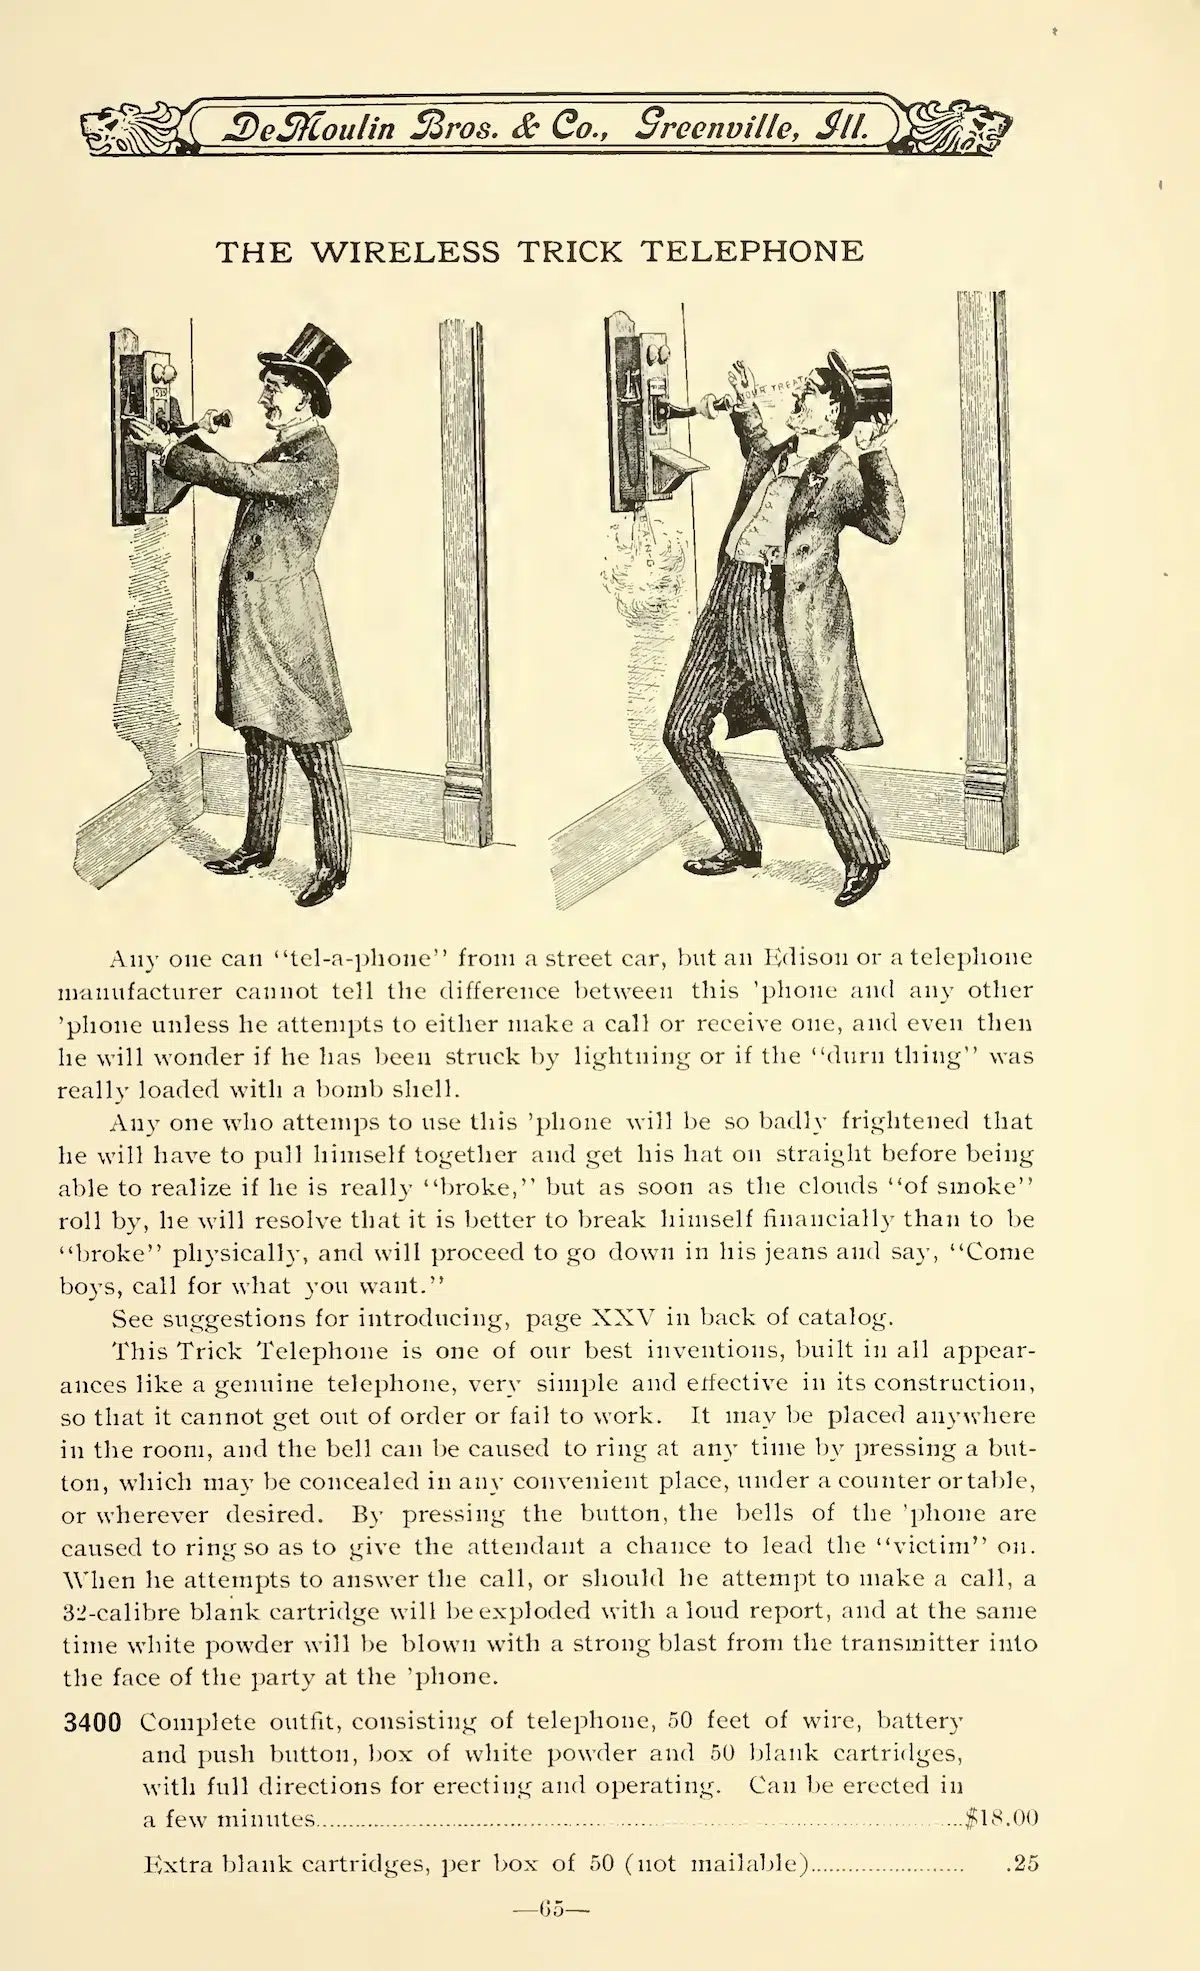 DeMoulin Bros. & Co., Greenville, Ill.
THE WIRELESS TRICK TELEPHONE
YOUR TREAT
B-A-N-G
Any one can "tel-a-phone" from a street car, but an Edison or a telephone
manufacturer cannot tell the difference between this 'phone and any other
'phone unless he attempts to either make a call or receive one, and even then
he will wonder if he has been struck by lightning or if the "durn thing" was
really loaded with a bomb shell.
Any one who attemps to use this 'phone will be so badly frightened that
he will have to pull himself together and get his hat on straight before being
able to realize if he is really "broke," but as soon as the clouds "of smoke"
roll by, he will resolve that it is better to break himself financially than to be
"broke" physically, and will proceed to go down in his jeans and say, "Come
boys, call for what you want."
See suggestions for introducing, page XXV in back of catalog.
This Trick Telephone is one of our best inventions, built in all appear-
ances like a genuine telephone, very simple and effective in its construction,
so that it cannot get out of order or fail to work. It may be placed anywhere
in the room, and the bell can be caused to ring at any time by pressing a but-
ton, which may be concealed in any convenient place, under a counter or table,
or wherever desired. By pressing the button, the bells of the 'phone are
caused to ring so as to give the attendant a chance to lead the "victim" on.
When he attempts to answer the call, or should he attempt to make a call, a
32-calibre blank cartridge will be exploded with a loud report, and at the same
time white powder will be blown with a strong blast from the transmitter into
the face of the party at the 'phone.
3400 Complete outfit, consisting of telephone, 50 feet of wire, battery
and push button, box of white powder and 50 blank cartridges,
with full directions for erecting and operating. Can be erected in
a few minutes........$18.00
Extra blank cartridges, per box of 50 (not mailable)........ .25
—65—